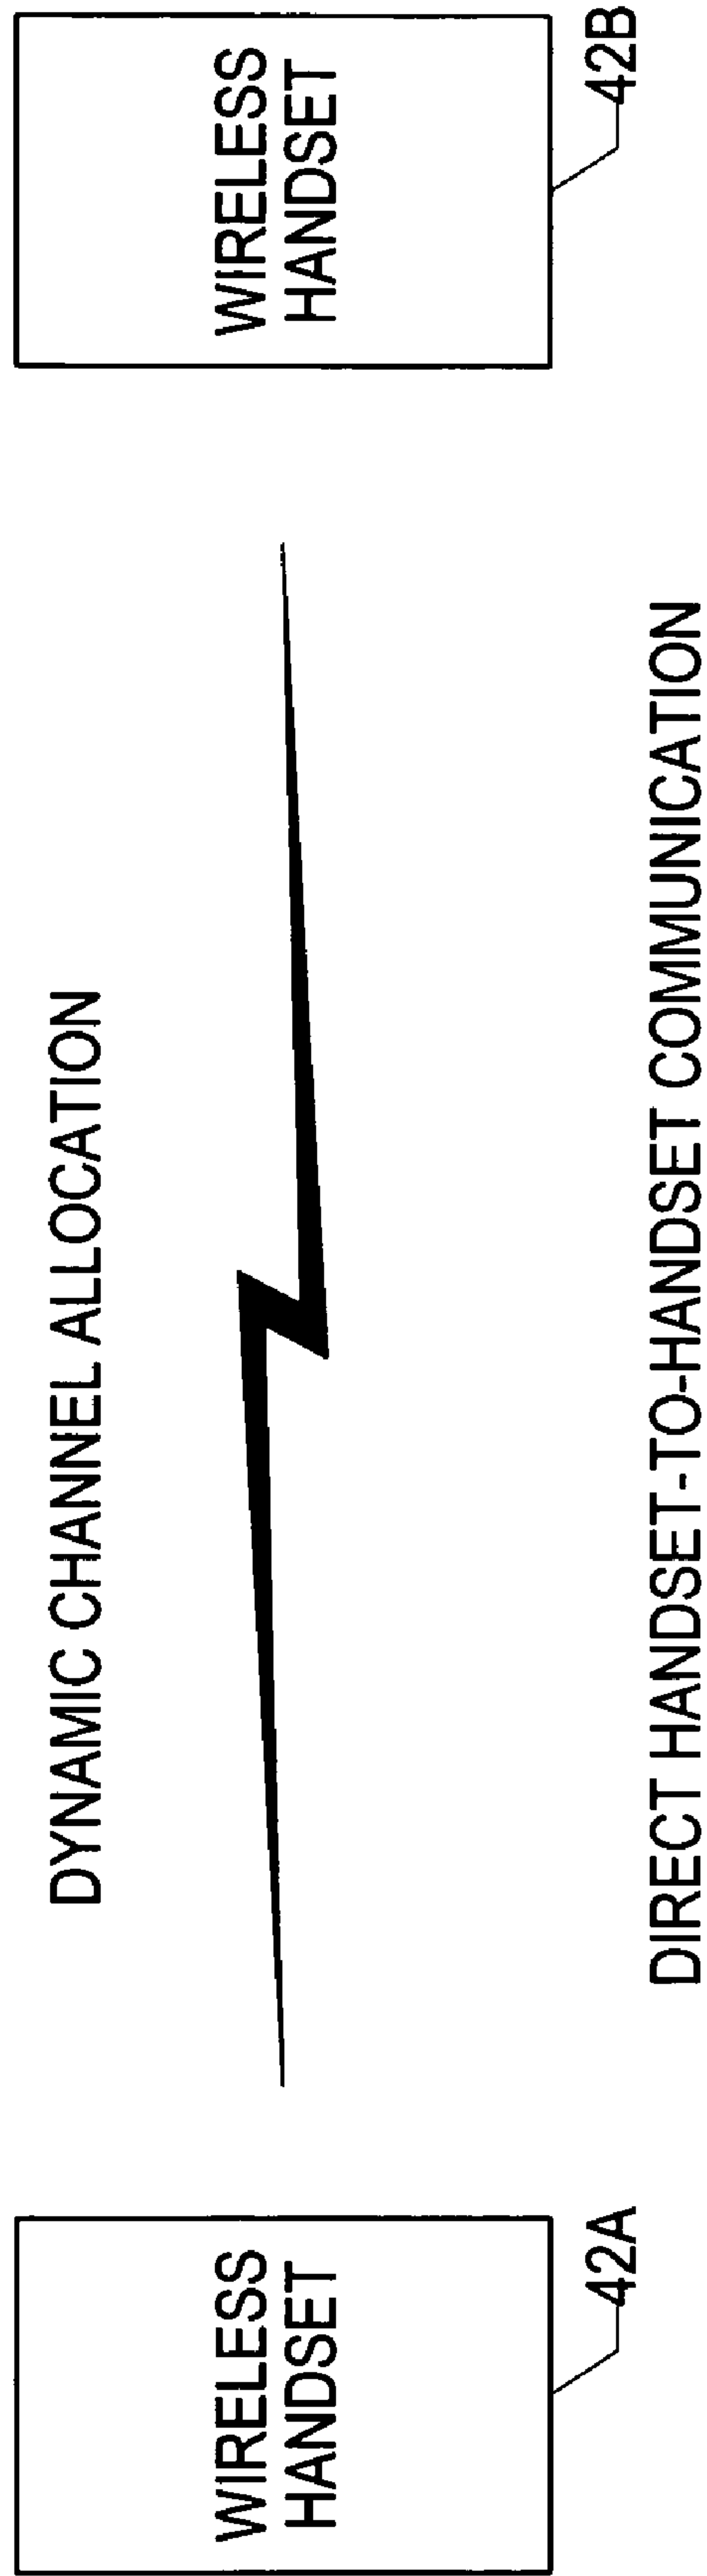 DYNAMIC CHANNEL ALLOCATION
WIRELESS
HANDSET
42A
WIRELESS
HANDSET
42B
DIRECT HANDSET-TO-HANDSET COMMUNICATION